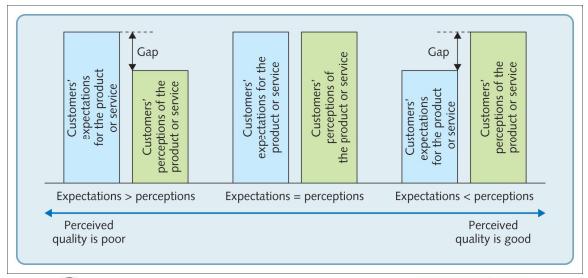 Customers'
expectations
for the product
or service
Gap
Customers'
perceptions of the
product or service
Customers'
expectations for the
product or service
Customers'
perceptions of
the product or service
Customers'
expectations
for the product
or service
Gap
Customers'
perceptions of the
product or service
Expectations > perceptions
Expectations = perceptions
Expectations < perceptions
Perceived
quality is poor
Perceived
quality is good